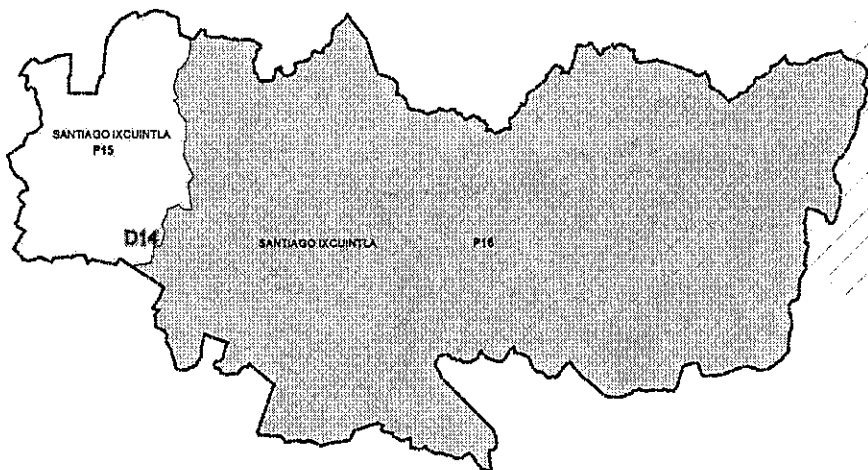 SANTIAGO IXCUINTLA
P15
D14
SANTIAGO IXCUINTLA
P16